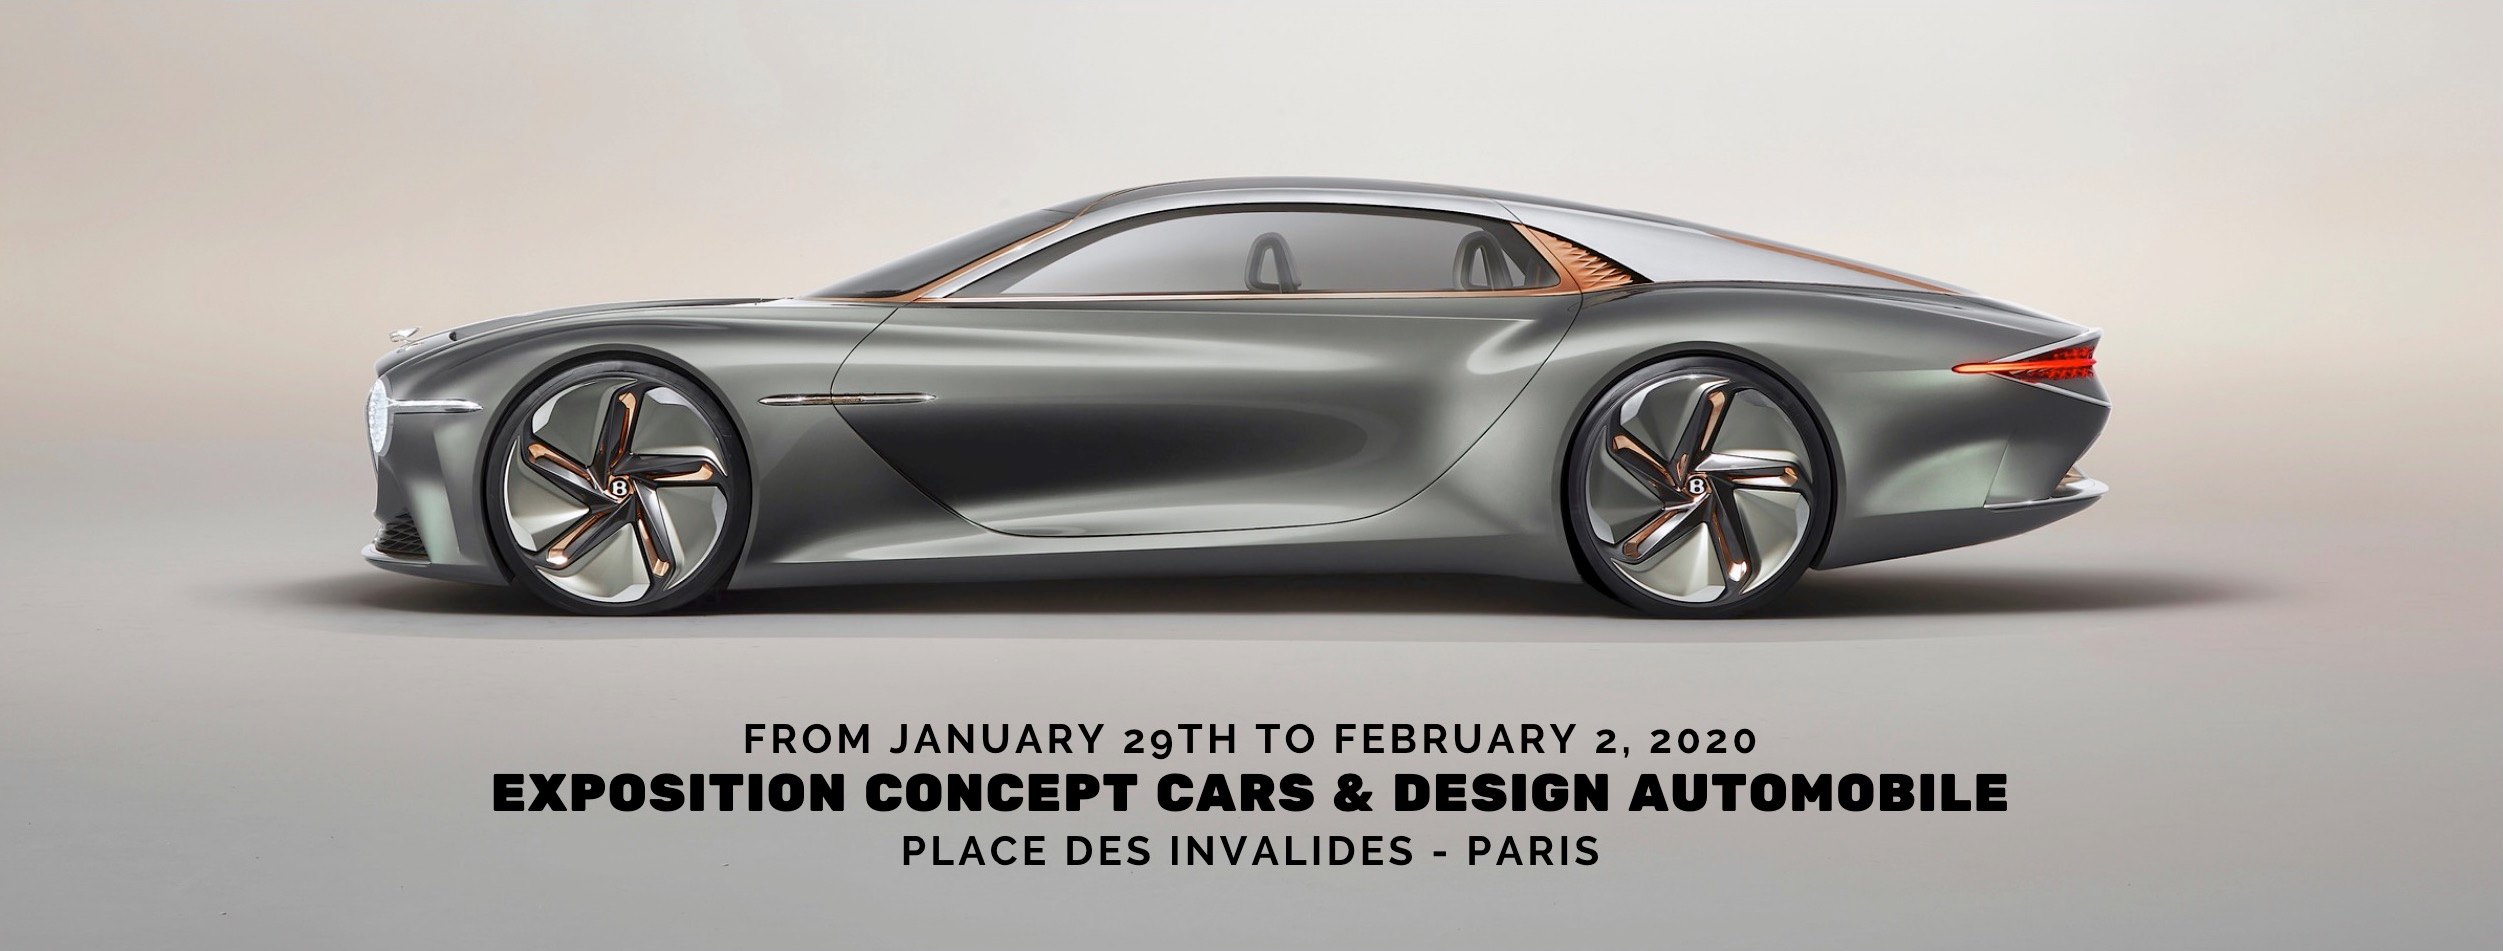 FROM JANUARY 29TH TO FEBRUARY 2, 2020
EXPOSITION CONCEPT CARS & DESIGN AUTOMOBILE
PLACE DES INVALIDES - PARIS
B
B